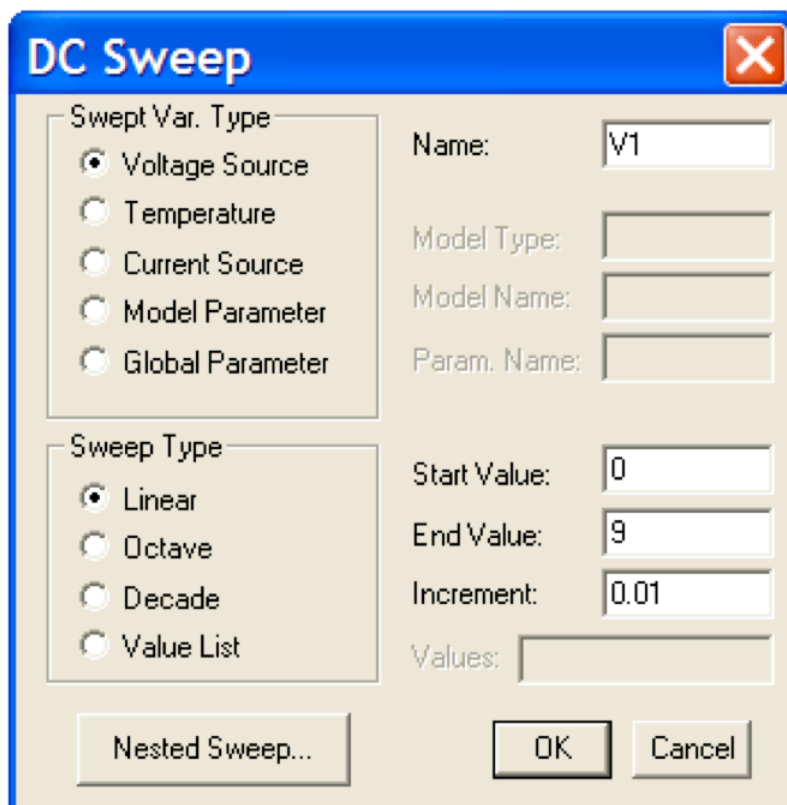 DC Sweep
Swept Var. Type
Voltage Source
Temperature
Current Source
Model Parameter
Global Parameter
Name: V1
Model Type:
Model Name:
Param. Name:
Sweep Type
Linear
Octave
Decade
Value List
Start Value: 0
End Value: 9
Increment: 0.01
Values:
Nested Sweep...
OK
Cancel